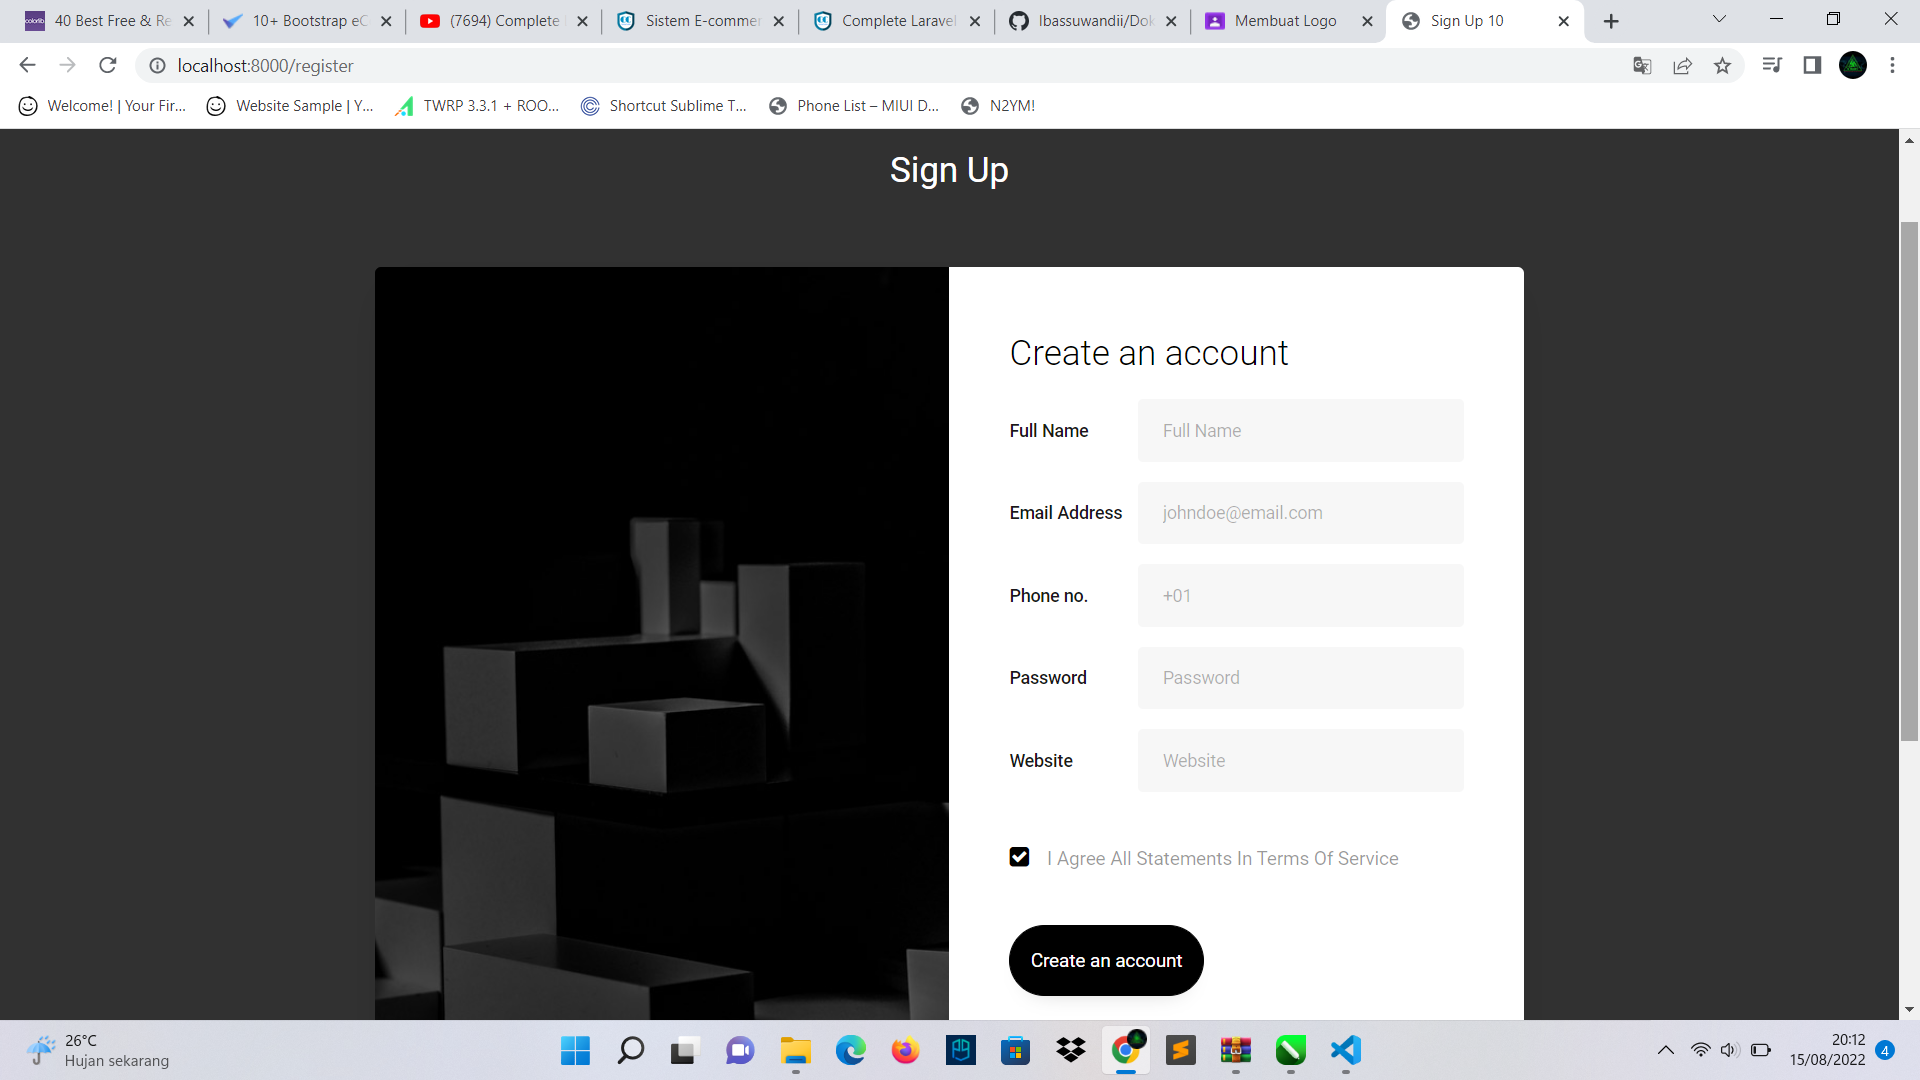 colorlib. 40 Best Free & Re
10+ Bootstrap eC
(7694) Complete
Sistem E-commer
Complete Laravel
Ibassuwandii/Dok
Membuat Logo
Sign Up 10
localhost:8000/register
Welcome! | Your Fir...
Website Sample | Y...
TWRP 3.3.1 + ROO...
Shortcut Sublime T...
Phone List – MIUI D...
N2YM!
Sign Up
Create an account
Full Name
Full Name
Email Address
johndoe@email.com
Phone no.
+01
Password
Password
Website
Website
I Agree All Statements In Terms Of Service
Create an account
26°C
Hujan sekarang
20:12
15/08/2022
4